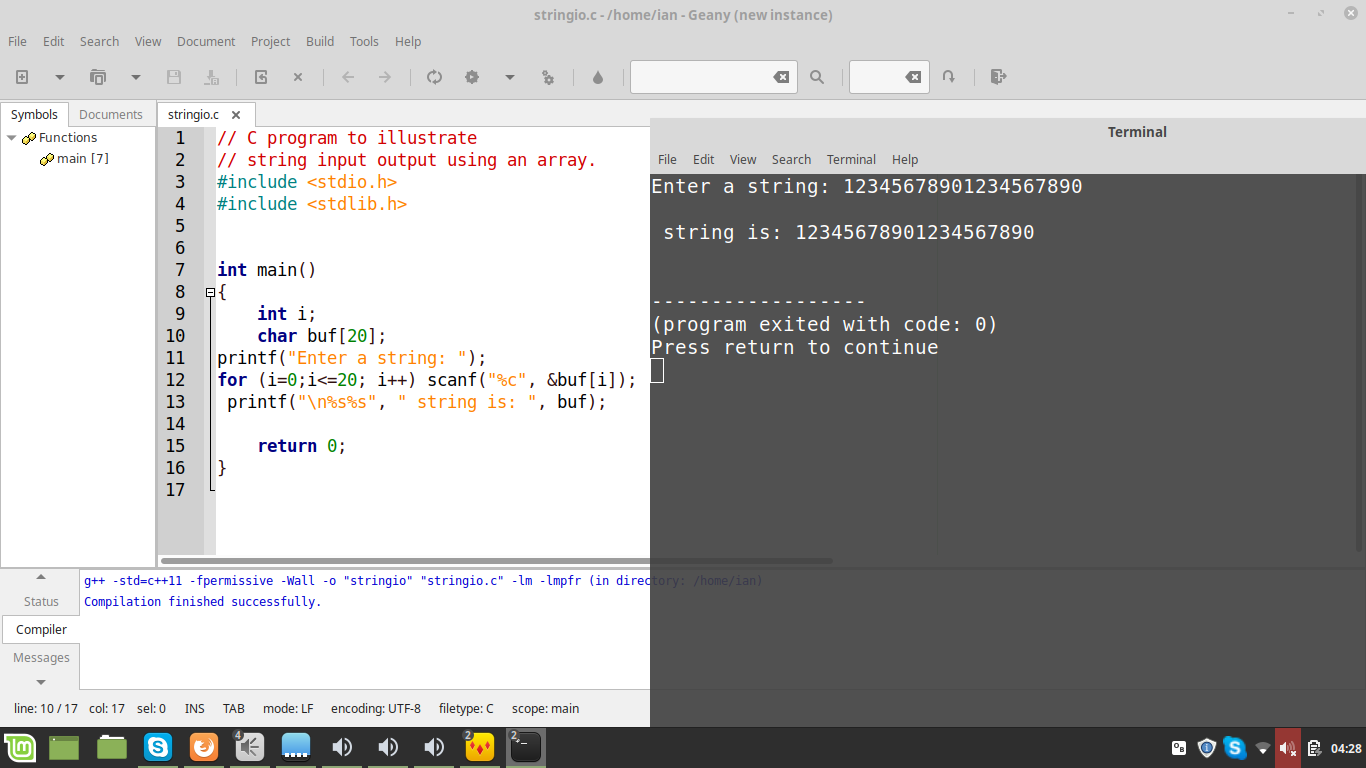 stringio.c - /home/ian - Geany (new instance)
File Edit Search View Document Project Build Tools Help
Symbols Documents
Functions
main [7]
stringio.c
1 // C program to illustrate
2 // string input output using an array.
3 #include <stdio.h>
4 #include <stdlib.h>
5
6
7 int main()
8 {
9 int i;
10 char buf[20];
11 printf("Enter a string: ");
12 for (i=0;i<=20; i++) scanf("%c", &buf[i]);
13 printf("\n%s%s", " string is: ", buf);
14
15 return 0;
16 }
17
Terminal
File Edit View Search Terminal Help
Enter a string: 12345678901234567890
string is: 12345678901234567890
------------------
(program exited with code: 0)
Press return to continue
Status
Compiler
Messages
g++ -std=c++11 -fpermissive -Wall -o "stringio" "stringio.c" -lm -lmpfr (in directory: /home/ian)
Compilation finished successfully.
line: 10 / 17 col: 17 sel: 0 INS TAB mode: LF encoding: UTF-8 filetype: C scope: main
4 2 2 04:28